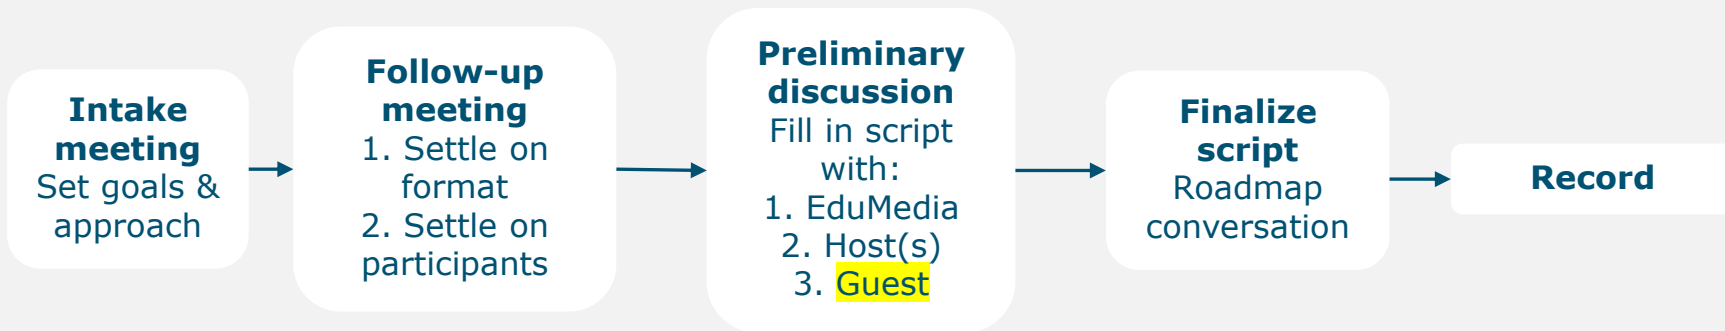 Intake
meeting
Set goals &
approach
Follow-up
meeting
1. Settle on
format
2. Settle on
participants
Preliminary
discussion
Fill in script
with:
1. EduMedia
2. Host(s)
3. Guest
Finalize
script
Roadmap
conversation
Record